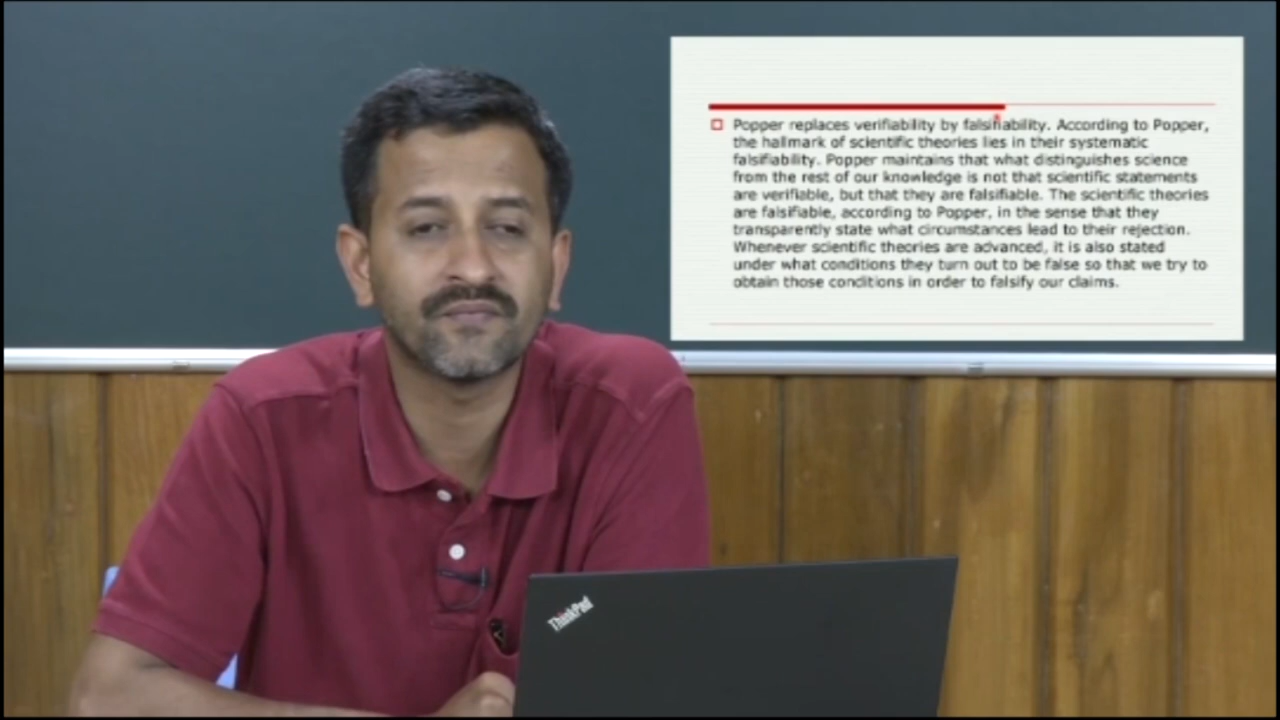 Popper replaces verifiability by falsifiability. According to Popper,
the hallmark of scientific theories lies in their systematic
falsifiability. Popper maintains that what distinguishes science
from the rest of our knowledge is not that scientific statements
are verifiable, but that they are falsifiable. The scientific theories
are falsifiable, according to Popper, in the sense that they
transparently state what circumstances lead to their rejection.
Whenever scientific theories are advanced, it is also stated
under what conditions they turn out to be false so that we try to
obtain those conditions in order to falsify our claims.
ThinkPad